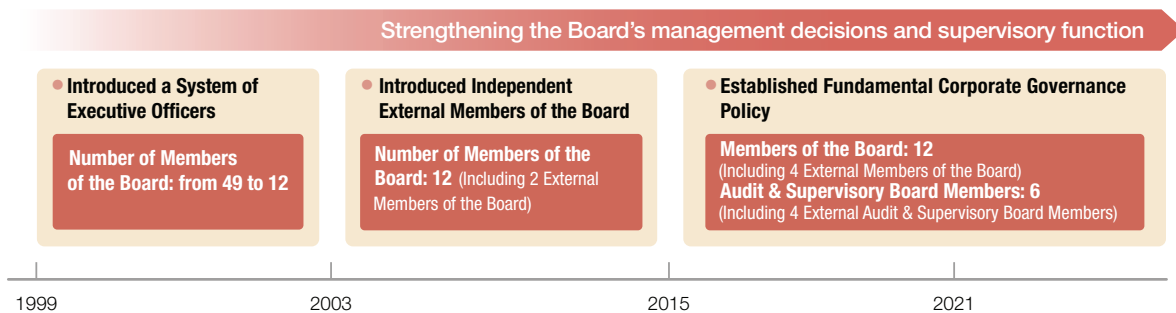 Strengthening the Board's management decisions and supervisory function
Introduced a System of
Executive Officers
Number of Members
of the Board: from 49 to 12
Introduced Independent
External Members of the Board
Number of Members of the
Board: 12 (Including 2 External
Members of the Board)
Established Fundamental Corporate Governance
Policy
Members of the Board: 12
(Including 4 External Members of the Board)
Audit & Supervisory Board Members: 6
(Including 4 External Audit & Supervisory Board Members)
1999
2003
2015
2021